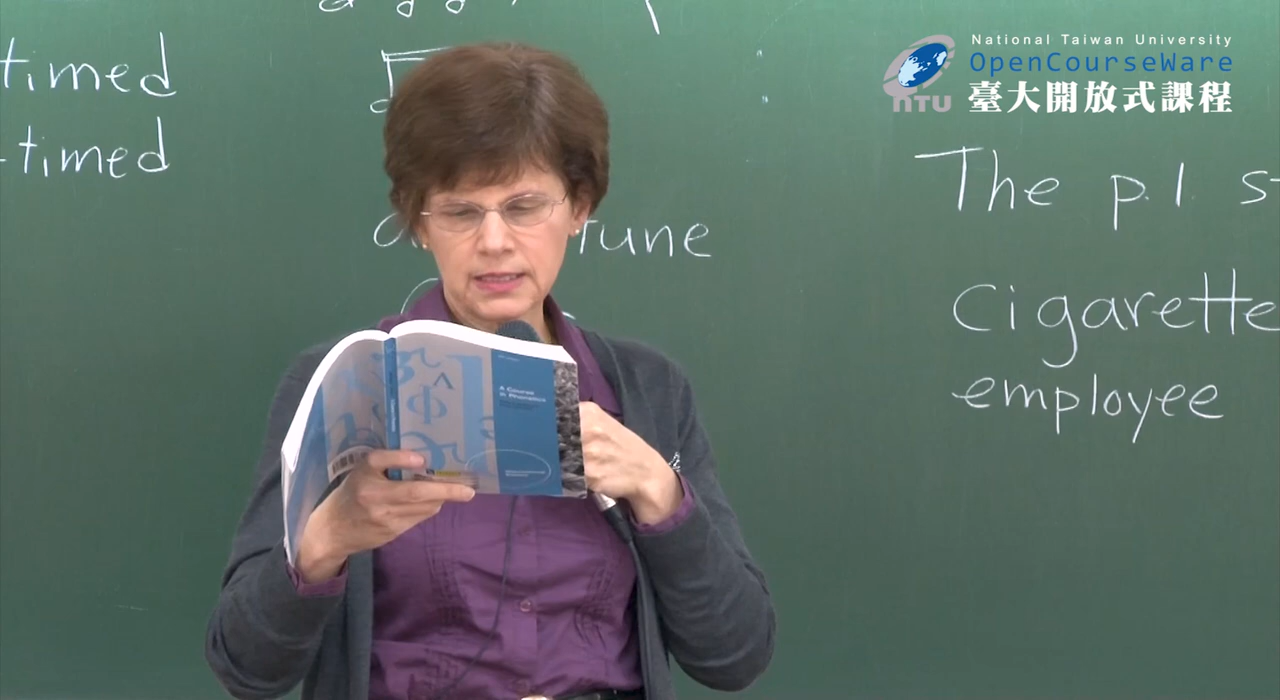 timed
-timed
tune
The p.l. s
cigarette
employee
A Course
in Phonetics
National Taiwan University
OpenCourseWare
NTU
臺大開放式課程